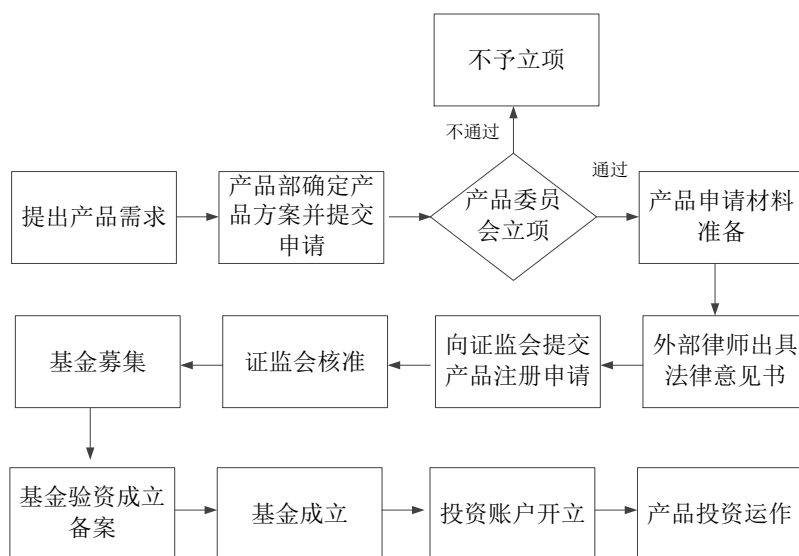 不予立项
不通过
通过
提出产品需求
产品部确定产
品方案并提交
申请
产品委员
会立项
产品申请材料
准备
基金募集
证监会核准
向证监会提交
产品注册申请
外部律师出具
法律意见书
基金验资成立
备案
基金成立
投资账户开立
产品投资运作